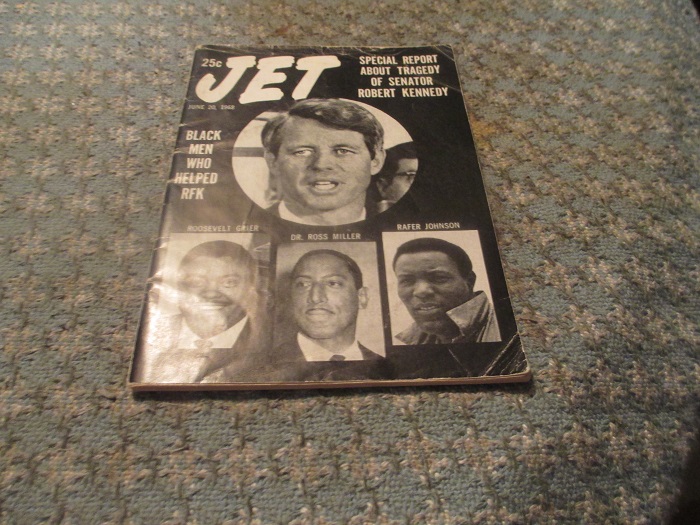 25c
JET
SPECIAL REPORT
ABOUT TRAGEDY
OF SENATOR
ROBERT KENNEDY
JUNE 20, 1968
BLACK
MEN
WHO
HELPED
RFK
ROOSEVELT GRIER
DR. ROSS MILLER
RAFER JOHNSON